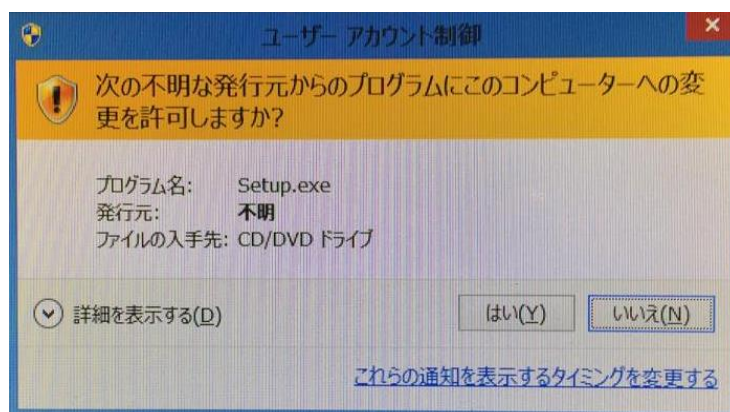 ユーザー アカウント制御
次の不明な発行元からのプログラムにこのコンピューターへの変
更を許可しますか?
プログラム名: Setup.exe
発行元: 不明
ファイルの入手先: CD/DVD ドライブ
詳細を表示する(D)
はい(Y) いいえ(N)
これらの通知を表示するタイミングを変更する